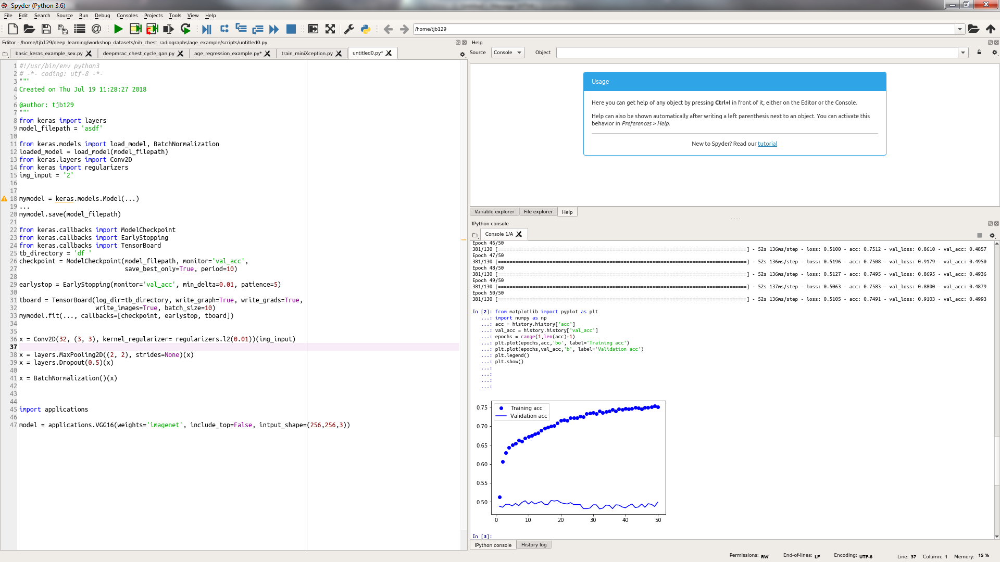 Spyder (Python 3.6)
File Edit Search Source Run Debug Consoles Projects Tools View Help
/home/tjb129
Editor - /home/tjb129/deep_learning/workshop_datasets/nih_chest_radiographs/age_example/scripts/untitled0.py
basic_keras_example_sex.py deepmrac_chest_cycle_gan.py age_regression_example.py* train_miniXception.py untitled0.py*
1 #!/usr/bin/env python3
2 # -*- coding: utf-8 -*-
3 """
4 Created on Thu Jul 19 11:28:27 2018
5
6 @author: tjb129
7 """
8 from keras import layers
9 model_filepath = 'asdf'
10
11 from keras.models import load_model, BatchNormalization
12 loaded_model = load_model(model_filepath)
13 from keras.layers import Conv2D
14 from keras import regularizers
15 img_input = '2'
16
17
18 mymodel = keras.models.Model(...)
19 ...
20 mymodel.save(model_filepath)
21
22 from keras.callbacks import ModelCheckpoint
23 from keras.callbacks import EarlyStopping
24 from keras.callbacks import TensorBoard
25 tb_directory = 'df '
26 checkpoint = ModelCheckpoint(model_filepath, monitor='val_acc',
27 save_best_only=True, period=10)
28
29 earlystop = EarlyStopping(monitor='val_acc', min_delta=0.01, patience=5)
30
31 tboard = TensorBoard(log_dir=tb_directory, write_graph=True, write_grads=True,
32 write_images=True, batch_size=10)
33 mymodel.fit(..., callbacks=[checkpoint, earlystop, tboard])
34
35
36 x = Conv2D(32, (3, 3), kernel_regularizer= regularizers.l2(0.01))(img_input)
37
38 x = layers.MaxPooling2D((2, 2), strides=None)(x)
39 x = layers.Dropout(0.5)(x)
40
41 x = BatchNormalization()(x)
42
43
44
45 import applications
46
47 model = applications.VGG16(weights='imagenet', include_top=False, intput_shape=(256,256,3))
Help
Source Console Object
Usage
Here you can get help of any object by pressing Ctrl+I in front of it, either on the Editor or the Console.
Help can also be shown automatically after writing a left parenthesis next to an object. You can activate this
behavior in Preferences > Help.
New to Spyder? Read our tutorial
Variable explorer File explorer Help
IPython console
Console 1/A
Epoch 46/50
381/130 [==============================================================================================] - 52s 136ms/step - loss: 0.5100 - acc: 0.7512 - val_loss: 0.8610 - val_acc: 0.4857
Epoch 47/50
381/130 [==============================================================================================] - 52s 136ms/step - loss: 0.5196 - acc: 0.7508 - val_loss: 0.9179 - val_acc: 0.4950
Epoch 48/50
381/130 [==============================================================================================] - 52s 136ms/step - loss: 0.5127 - acc: 0.7495 - val_loss: 0.8695 - val_acc: 0.4936
Epoch 49/50
381/130 [==============================================================================================] - 52s 137ms/step - loss: 0.5063 - acc: 0.7583 - val_loss: 0.8800 - val_acc: 0.4879
Epoch 50/50
381/130 [==============================================================================================] - 52s 136ms/step - loss: 0.5105 - acc: 0.7491 - val_loss: 0.9103 - val_acc: 0.4993
In [2]: from matplotlib import pyplot as plt
...: import numpy as np
...: acc = history.history['acc']
...: val_acc = history.history['val_acc']
...: epochs = range(1,len(acc)+1)
...: plt.plot(epochs,acc,'bo', label='Training acc')
...: plt.plot(epochs,val_acc,'b', label='Validation acc')
...: plt.legend()
...: plt.show()
...:
...:
...:
...:
Training acc
Validation acc
0.75
0.70
0.65
0.60
0.55
0.50
0 10 20 30 40 50
In [3]:
IPython console History log
Permissions: RW End-of-lines: LF Encoding: UTF-8 Line: 37 Column: 1 Memory: 15 %